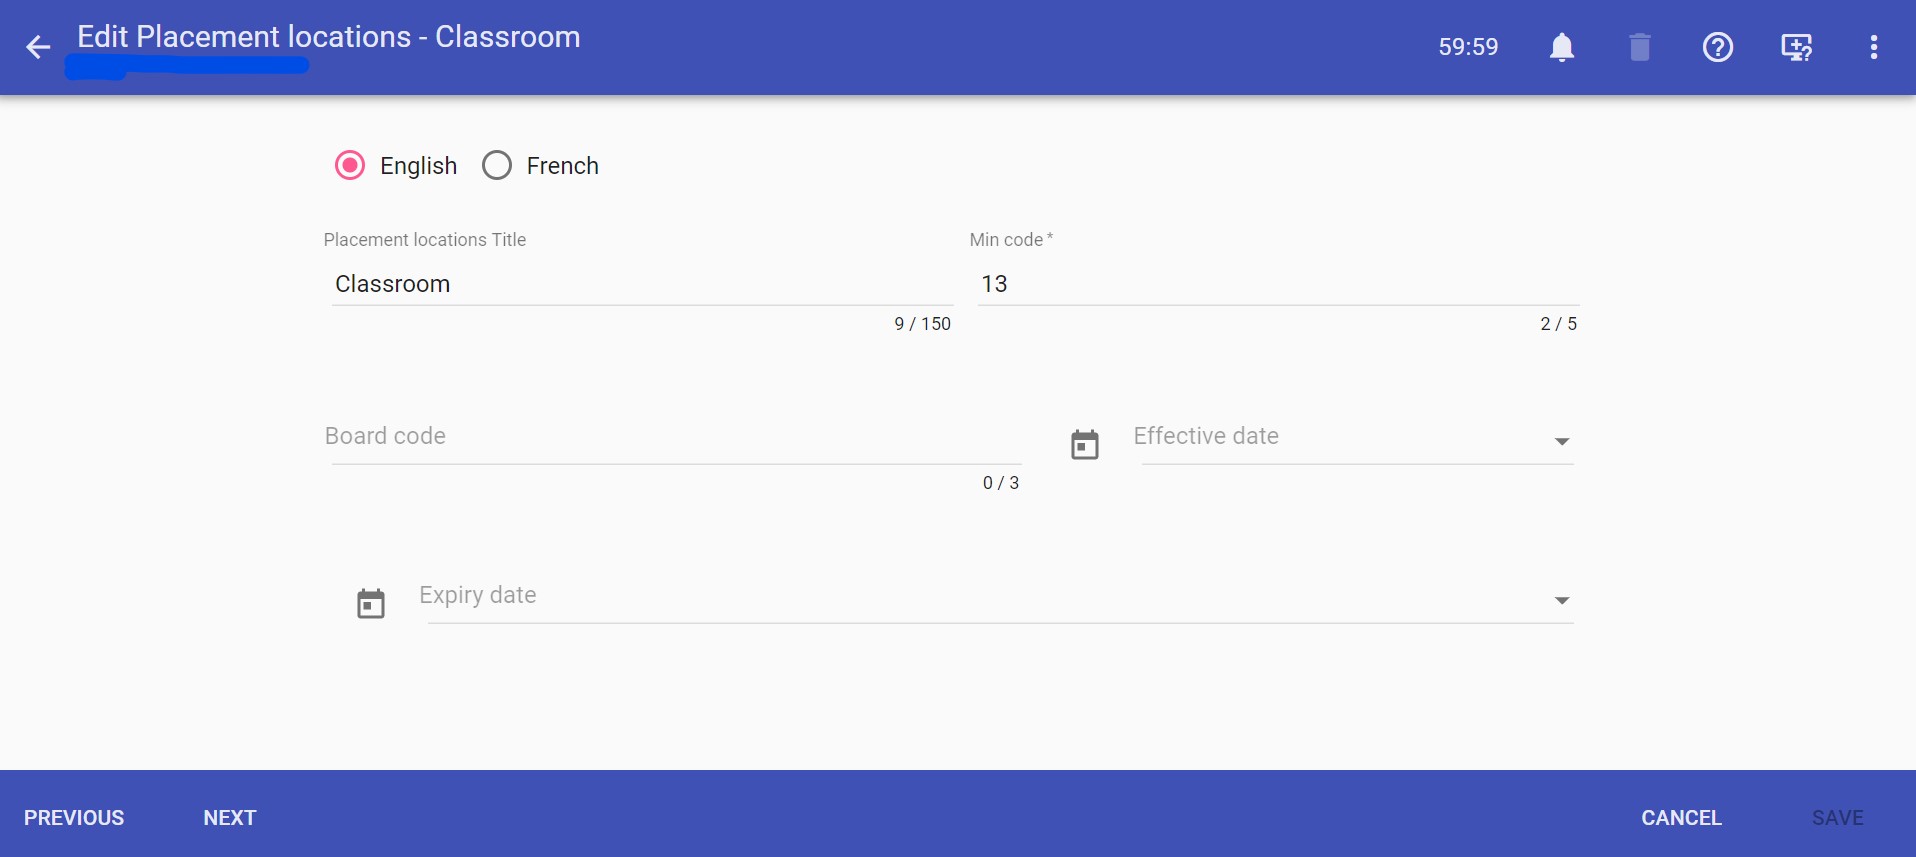 Edit Placement locations - Classroom
59:59
English French
Placement locations Title Min code *
Classroom 13
9 / 150 2 / 5
Board code Effective date
0 / 3
Expiry date
PREVIOUS NEXT CANCEL SAVE